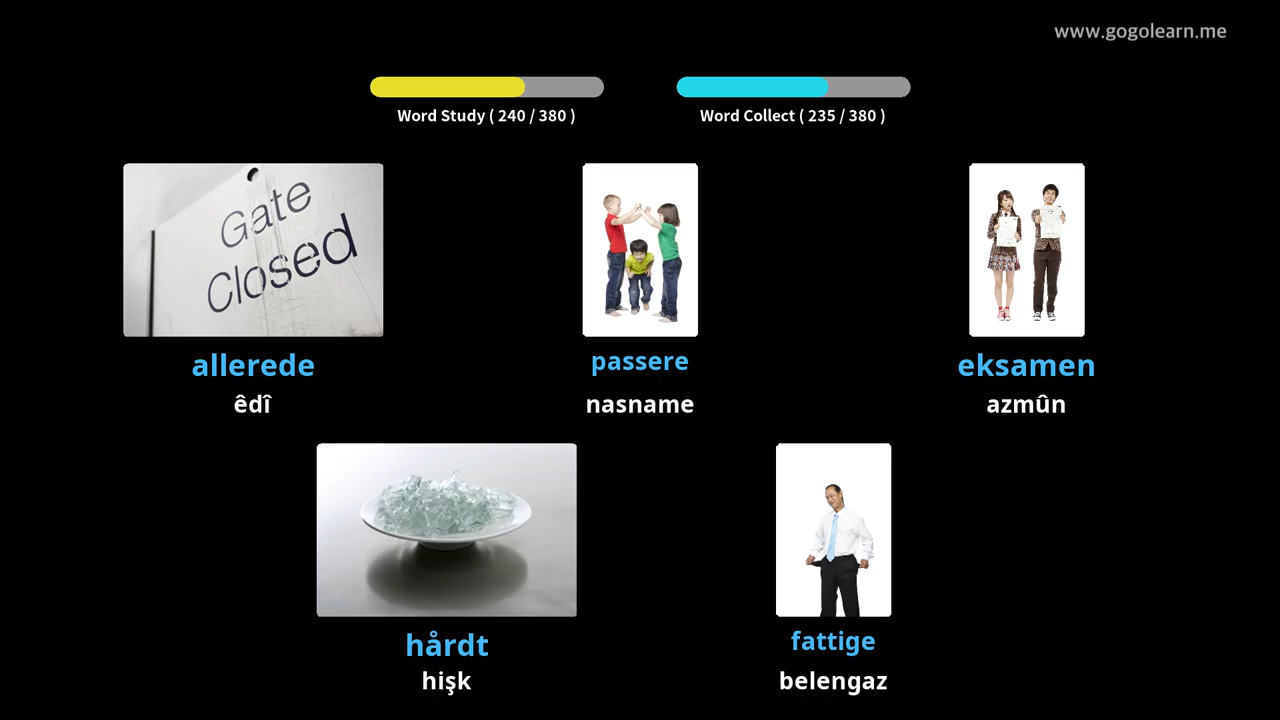 www.gogolearn.me
Word Study ( 240 / 380 )
Word Collect ( 235 / 380 )
Gate
Closed
allerede
êdî
passere
nasname
eksamen
azmûn
hårdt
hişk
fattige
belengaz